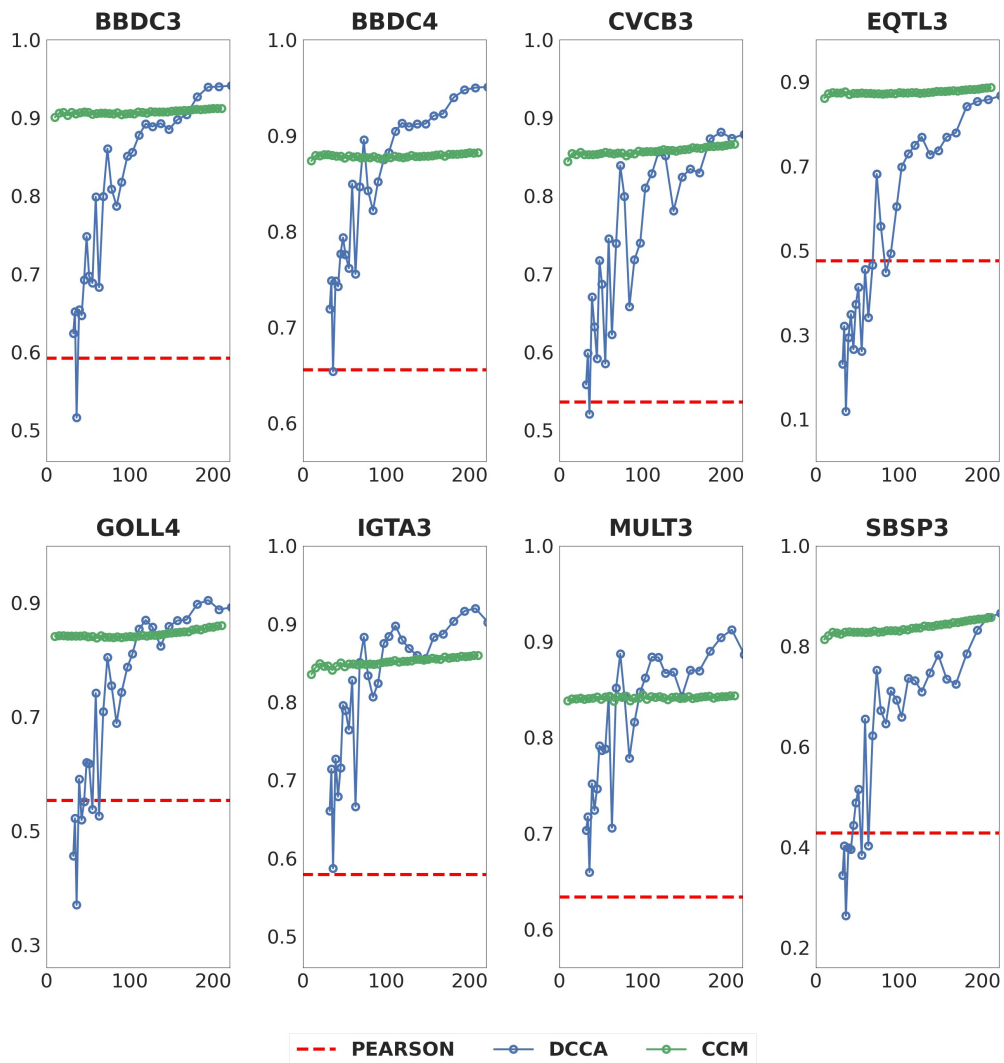 BBDC3 BBDC4 CVCB3 EQTL3
1.0 1.0 1.0
0.9
0.9 0.9 0.9
0.8 0.8 0.7
0.8
0.7 0.7 0.5
0.7
0.6 0.6 0.3
0.5 0.6 0.5 0.1
0 100 200 0 100 200 0 100 200 0 100 200
GOLL4 IGTA3 MULT3 SBSP3
1.0 1.0 1.0
0.9 0.9 0.9
0.8 0.8
0.7 0.8
0.7 0.6
0.5 0.7
0.6 0.4
0.3 0.5 0.6 0.2
0 100 200 0 100 200 0 100 200 0 100 200
PEARSON DCCA CCM